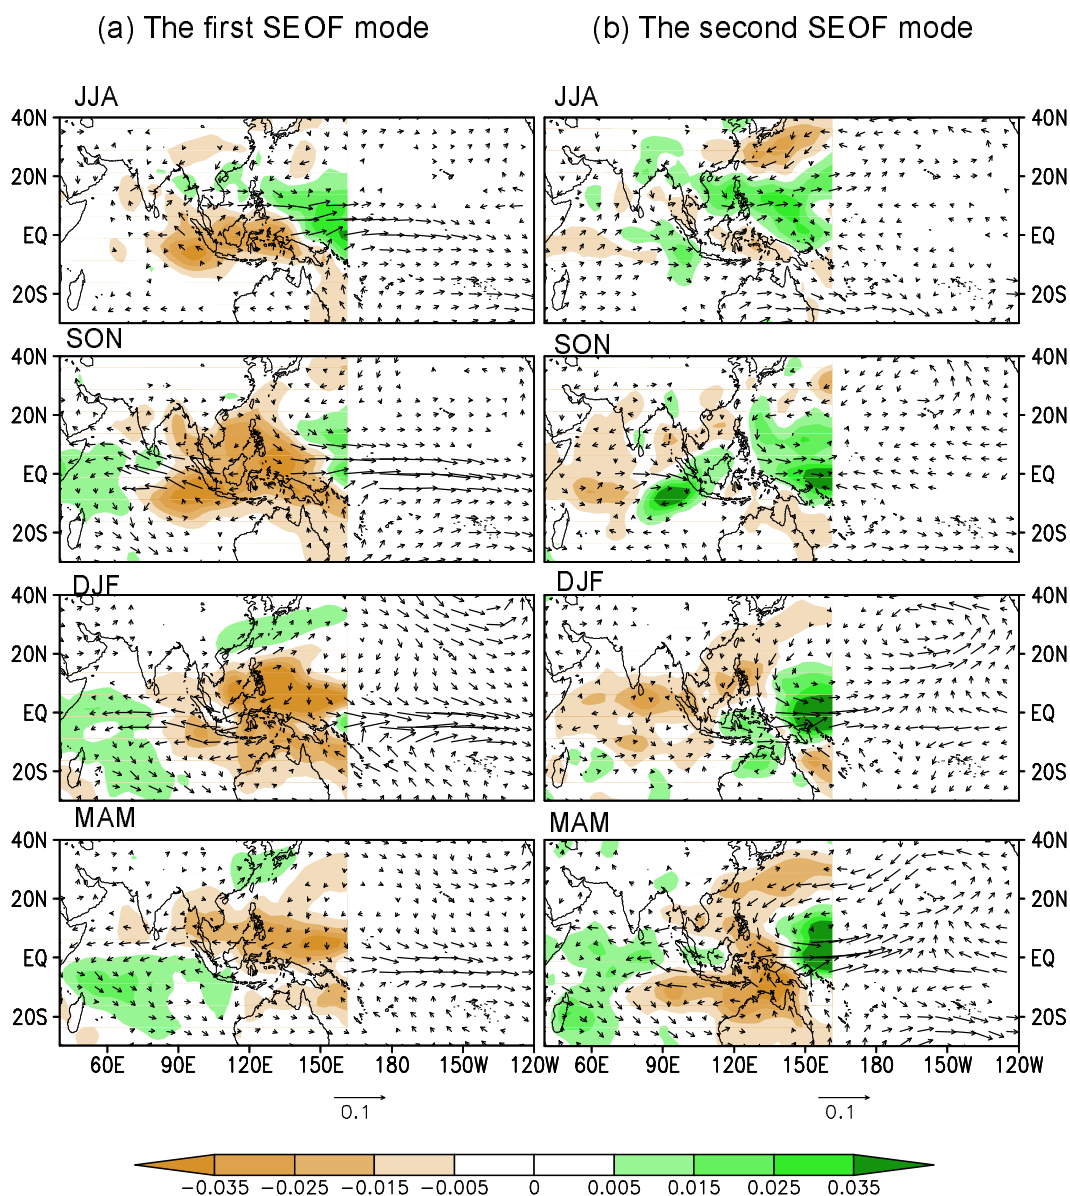 (a) The first SEOF mode (b) The second SEOF mode
JJA JJA
40N 40N
20N 20N
EQ EQ
20S 20S
SON SON
40N 40N
20N 20N
EQ EQ
20S 20S
DJF DJF
40N 40N
20N 20N
EQ EQ
20S 20S
MAM MAM
40N 40N
20N 20N
EQ EQ
20S 20S
60E 90E 120E 150E 180 150W 120W 60E 90E 120E 150E 180 150W 120W
0.1 0.1
-0.035 -0.025 -0.015 -0.005 0 0.005 0.015 0.025 0.035